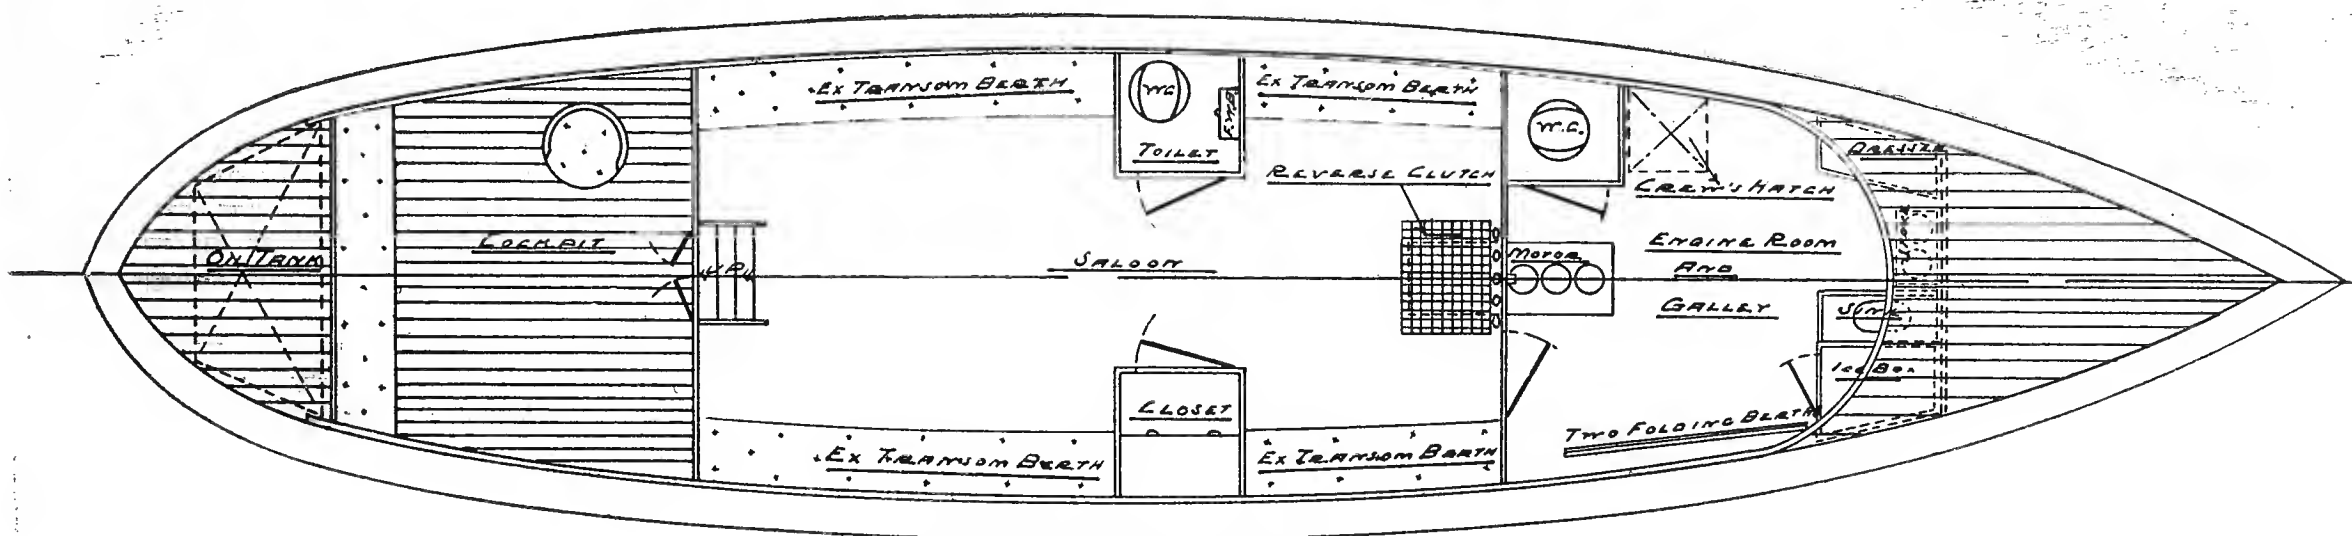 Ex TRANSOM BERTH
W.C.
TOILET
Ex TRANSOM BERTH
W.C.
REVERSE CLUTCH
CREW'S HATCH
DRESSER
OIL TANK
COCKPIT
UP
SALOON
MOTOR
ENGINE ROOM
AND
GALLEY
SINK
ICE BOX
CLOSET
Ex TRANSOM BERTH
Ex TRANSOM BERTH
TWO FOLDING BERTHS